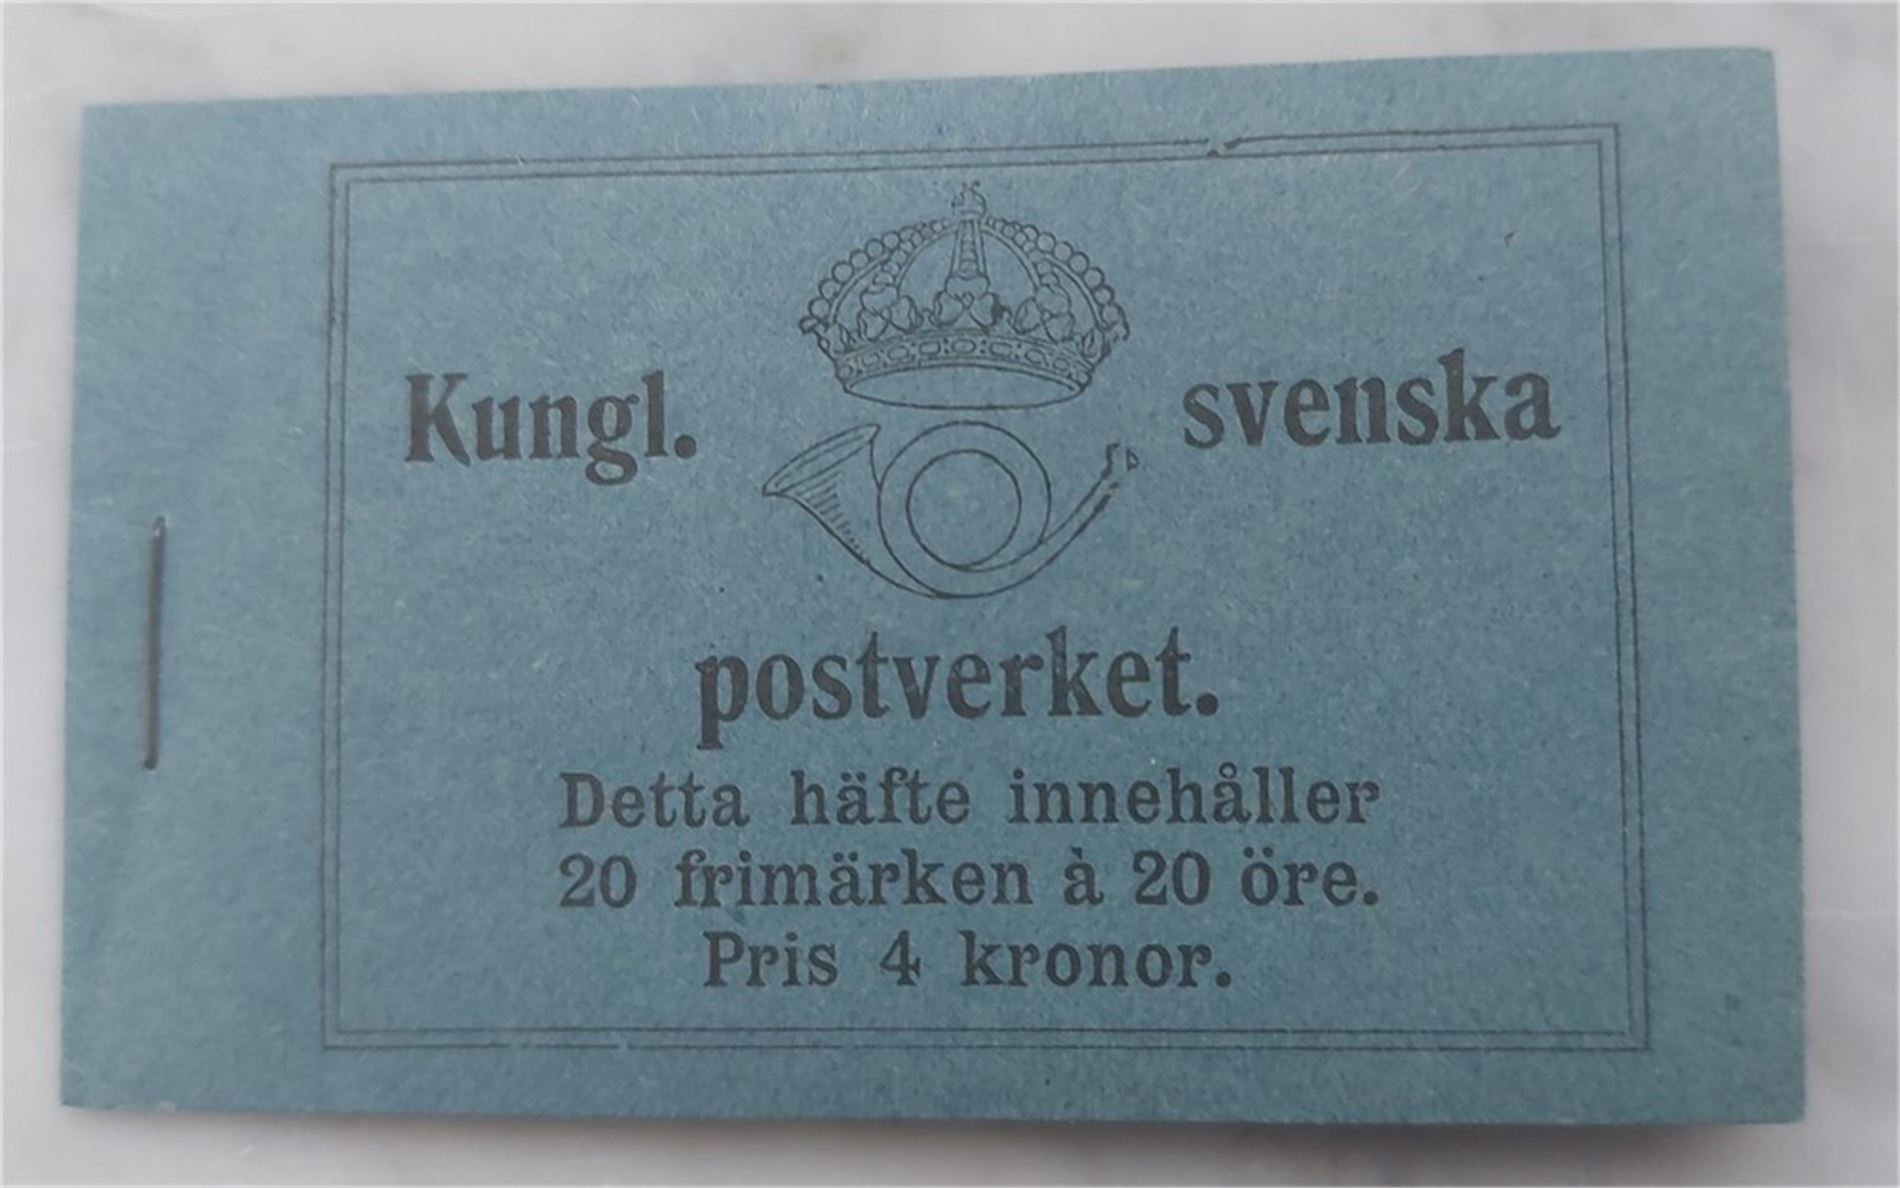 Kungl. svenska
postverket.
Detta häfte innehåller
20 frimärken à 20 öre.
Pris 4 kronor.